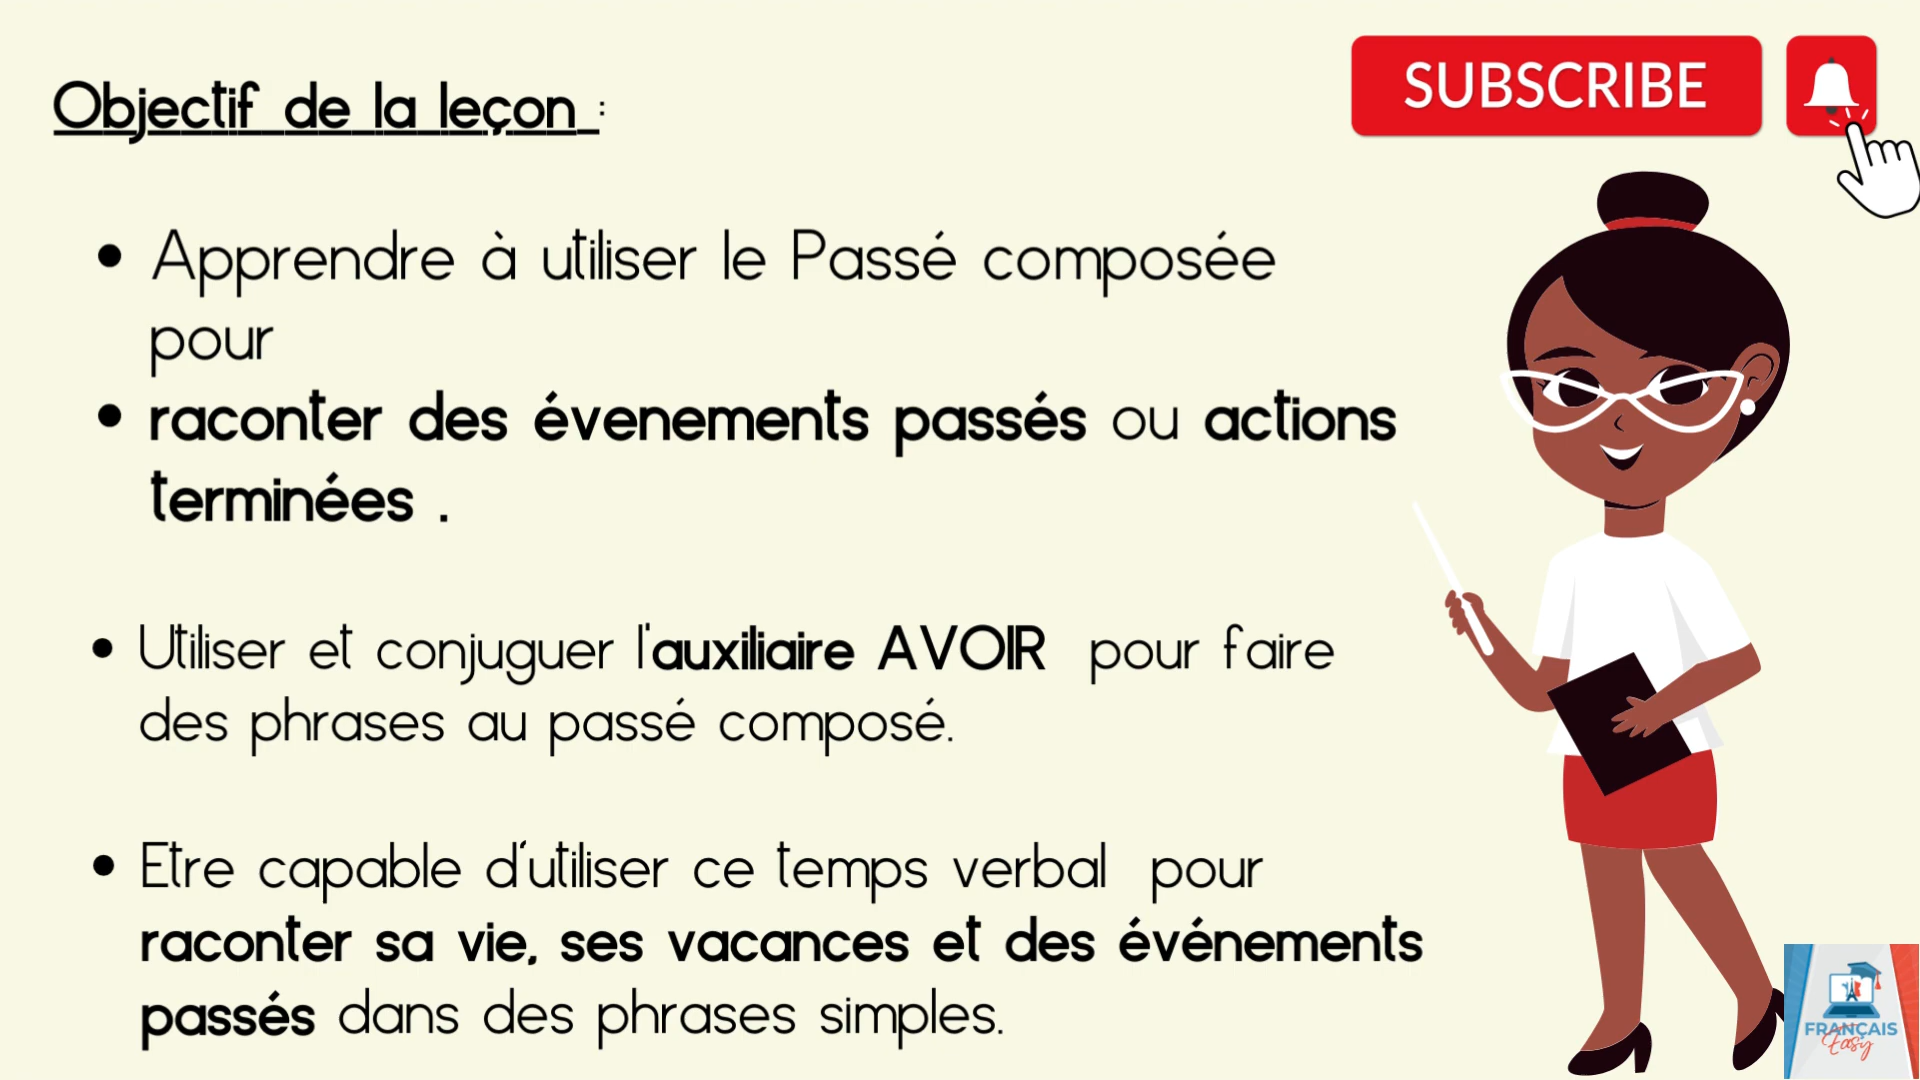 Objectif de la leçon :
SUBSCRIBE
• Apprendre à utiliser le Passé composée
pour
• raconter des évenements passés ou actions
terminées .
• Utiliser et conjuguer l'auxiliaire AVOIR pour faire
des phrases au passé composé.
• Etre capable d'utiliser ce temps verbal pour
raconter sa vie, ses vacances et des événements
passés dans des phrases simples.
FRANÇAIS
Easy